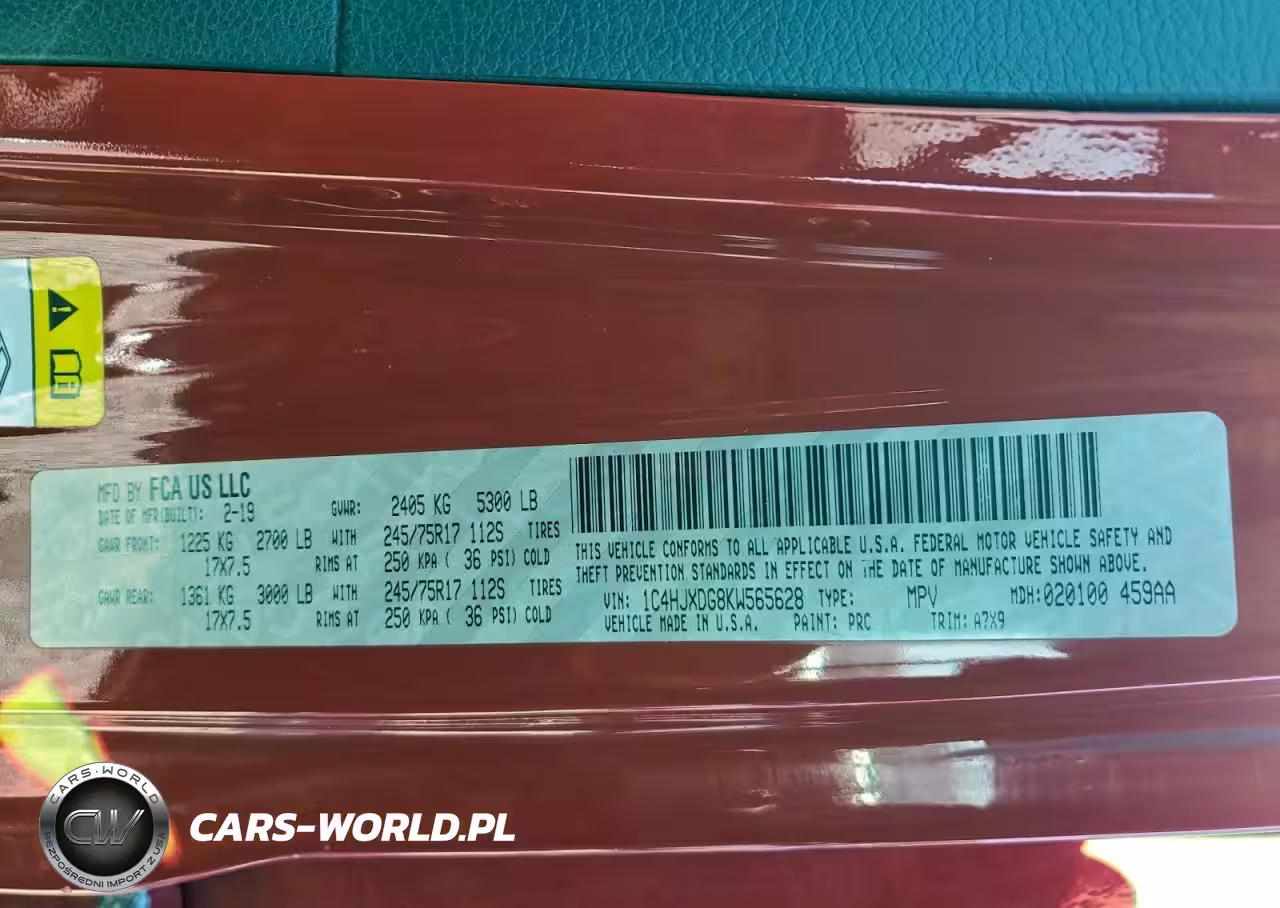 MFD BY FCA US LLC
DATE OF MFR(BUILT): 2-19 GVWR: 2405 KG 5300 LB
GAWR FRONT: 1225 KG 2700 LB WITH 245/75R17 112S TIRES
17X7.5 RIMS AT 250 KPA ( 36 PSI) COLD
GAWR REAR: 1361 KG 3000 LB WITH 245/75R17 112S TIRES
17X7.5 RIMS AT 250 KPA ( 36 PSI) COLD
THIS VEHICLE CONFORMS TO ALL APPLICABLE U.S.A. FEDERAL MOTOR VEHICLE SAFETY AND
THEFT PREVENTION STANDARDS IN EFFECT ON THE DATE OF MANUFACTURE SHOWN ABOVE.
VIN: 1C4HJXDG8KW565628 TYPE: MPV MDH: 020100 459AA
VEHICLE MADE IN U.S.A. PAINT: PRC TRIM: A7X9
CARS-WORLD
CW
BEZPOŚREDNI IMPORT Z USA
CARS-WORLD.PL